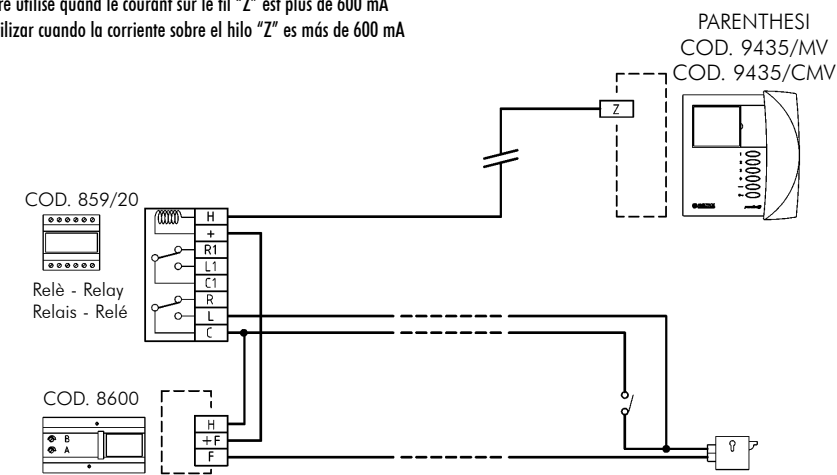 re utilisé quand le courant sur le fil “Z” est plus de 600 mA
ilizar cuando la corriente sobre el hilo “Z” es más de 600 mA
PARENTHESI
COD. 9435/MV
COD. 9435/CMV
Z
COD. 859/20
Relè - Relay
Relais - Relé
H
+
R1
L1
C1
R
L
C
COD. 8600
B
A
H
+F
F